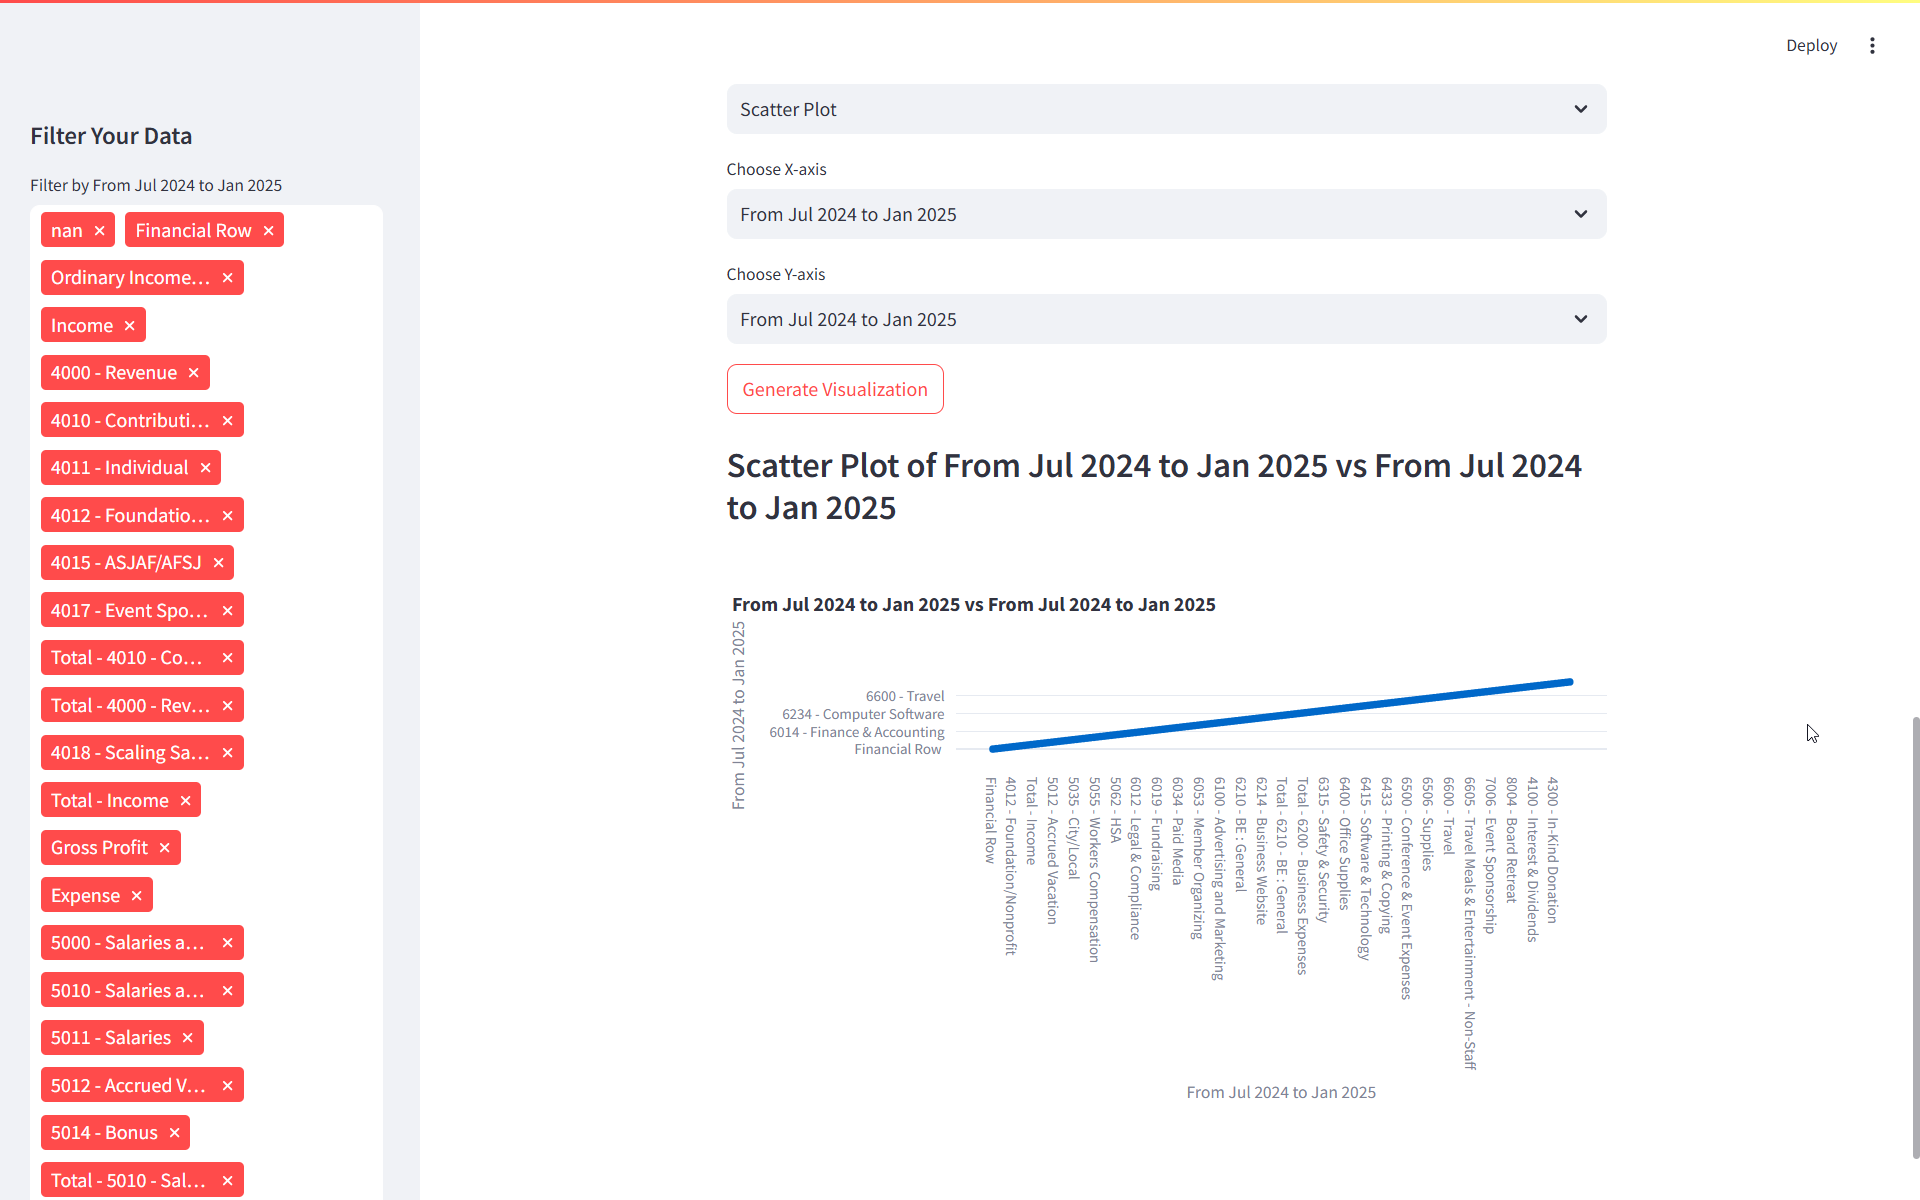 Deploy
Filter Your Data
Filter by From Jul 2024 to Jan 2025
nan
Financial Row
Ordinary Income...
Income
4000 - Revenue
4010 - Contributi...
4011 - Individual
4012 - Foundatio...
4015 - ASJAF/AFSJ
4017 - Event Spo...
Total - 4010 - Co...
Total - 4000 - Rev...
4018 - Scaling Sa...
Total - Income
Gross Profit
Expense
5000 - Salaries a...
5010 - Salaries a...
5011 - Salaries
5012 - Accrued V...
5014 - Bonus
Total - 5010 - Sal...
Scatter Plot
Choose X-axis
From Jul 2024 to Jan 2025
Choose Y-axis
From Jul 2024 to Jan 2025
Generate Visualization
Scatter Plot of From Jul 2024 to Jan 2025 vs From Jul 2024
to Jan 2025
From Jul 2024 to Jan 2025 vs From Jul 2024 to Jan 2025
From Jul 2024 to Jan 2025
6600 - Travel
6234 - Computer Software
6014 - Finance & Accounting
Financial Row
Financial Row
4012 - Foundation/Nonprofit
Total - Income
5012 - Accrued Vacation
5035 - City/Local
5055 - Workers Compensation
5062 - HSA
6012 - Legal & Compliance
6019 - Fundraising
6034 - Paid Media
6053 - Member Organizing
6100 - Advertising and Marketing
6210 - BE : General
6214 - Business Website
Total - 6210 - BE : General
Total - 6200 - Business Expenses
6315 - Safety & Security
6400 - Office Supplies
6415 - Software & Technology
6433 - Printing & Copying
6500 - Conference & Event Expenses
6506 - Supplies
6600 - Travel
6605 - Travel Meals & Entertainment - Non-Staff
7006 - Event Sponsorship
8004 - Board Retreat
4100 - Interest & Dividends
4300 - In-Kind Donation
From Jul 2024 to Jan 2025